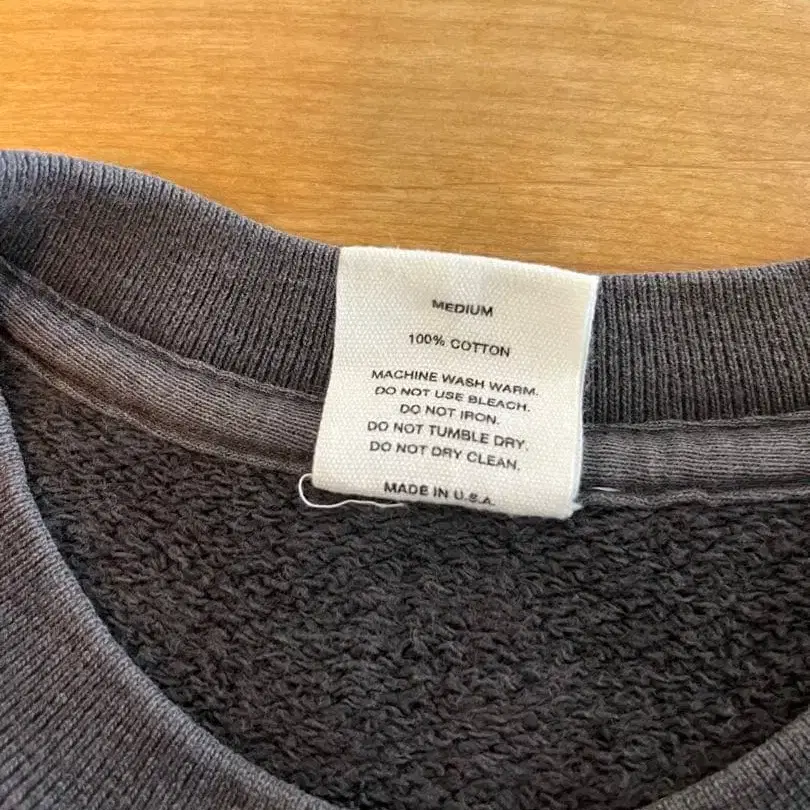 MEDIUM
100% COTTON
MACHINE WASH WARM.
DO NOT USE BLEACH.
DO NOT IRON.
DO NOT TUMBLE DRY.
DO NOT DRY CLEAN.
MADE IN U.S.A.